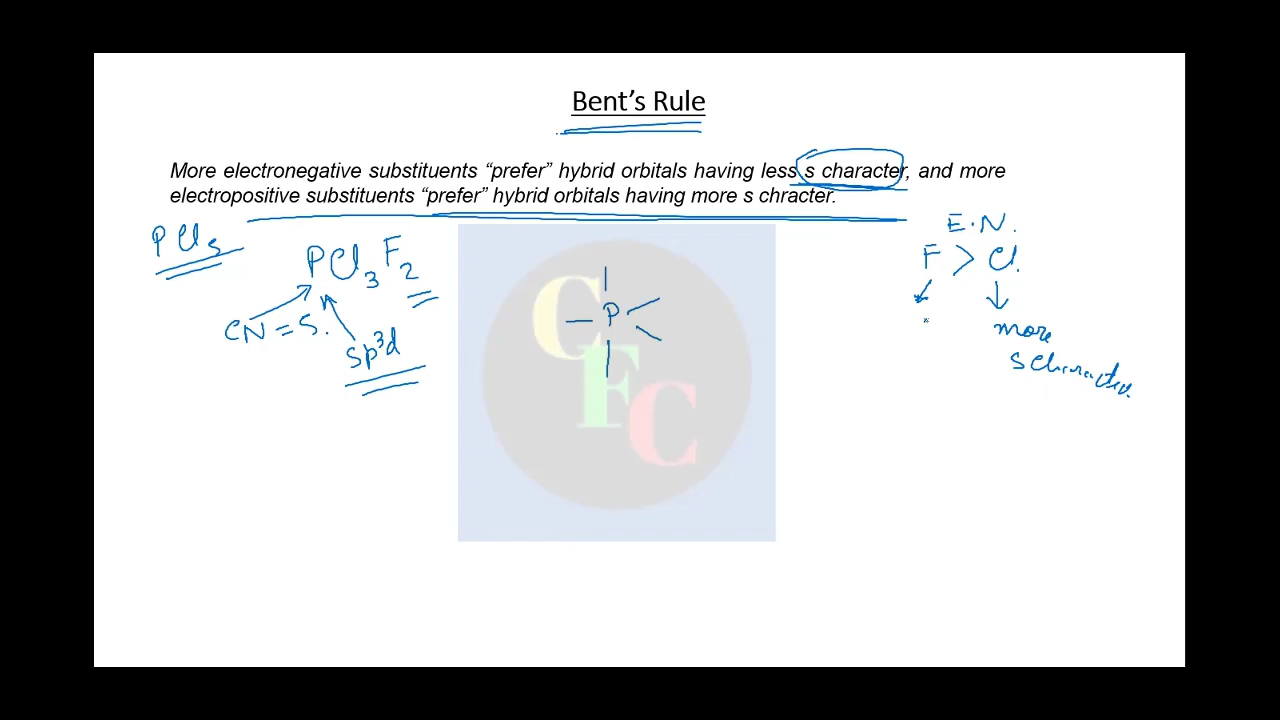 Bent's Rule
More electronegative substituents “prefer” hybrid orbitals having less s character, and more
electropositive substituents “prefer” hybrid orbitals having more s chracter.
PCl5
PCl3F2
CN = 5.
sp3d
P
CFC
E.N.
F > Cl.
more
s character.